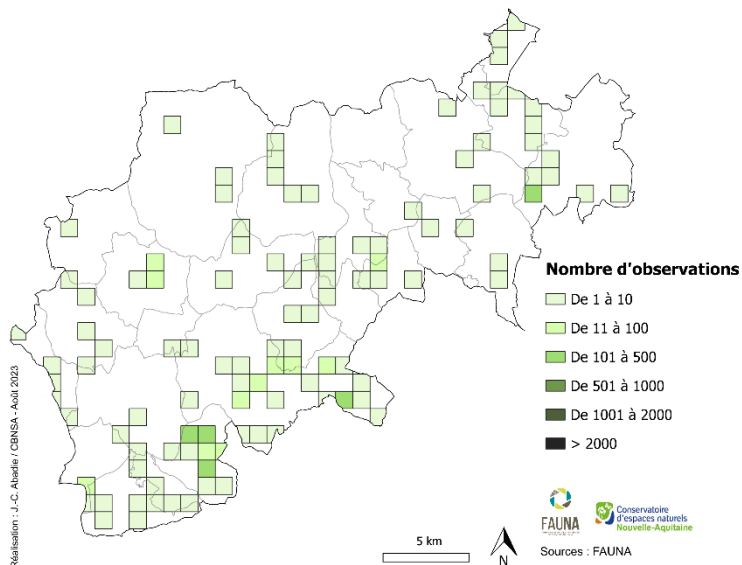 Nombre d'observations
De 1 à 10
De 11 à 100
De 101 à 500
De 501 à 1000
De 1001 à 2000
> 2000
Réalisation : J.-C. Abadie / CBNSA - Août 2023
5 km
N
FAUNA
Conservatoire
d'espaces naturels
Nouvelle-Aquitaine
Sources : FAUNA